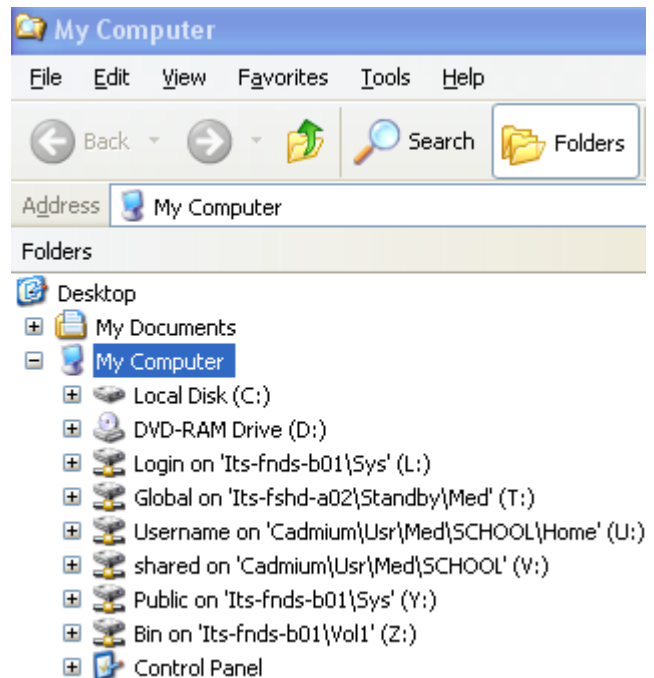 My Computer
File Edit View Favorites Tools Help
Back Search Folders
Address My Computer
Folders
Desktop
My Documents
My Computer
Local Disk (C:)
DVD-RAM Drive (D:)
Login on 'Its-fnds-b01\Sys' (L:)
Global on 'Its-fshd-a02\Standby\Med' (T:)
Username on 'Cadmium\Usr\Med\SCHOOL\Home' (U:)
shared on 'Cadmium\Usr\Med\SCHOOL' (V:)
Public on 'Its-fnds-b01\Sys' (Y:)
Bin on 'Its-fnds-b01\Vol1' (Z:)
Control Panel